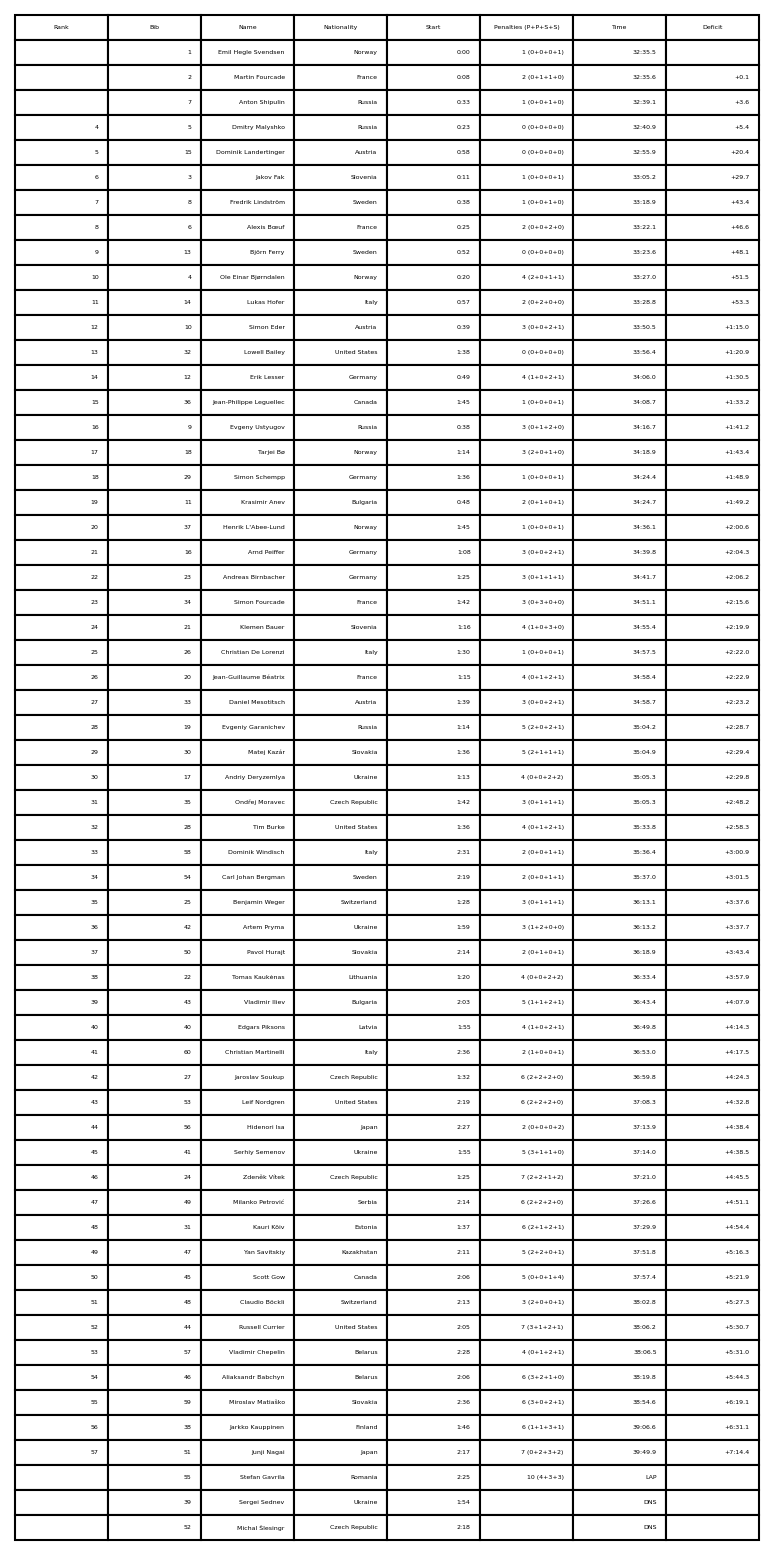 Rank Bib Name Nationality Start Penalties (P+P+S+S) Time Deficit
1 Emil Hegle Svendsen Norway 0:00 1 (0+0+0+1) 32:35.5
2 Martin Fourcade France 0:08 2 (0+1+1+0) 32:35.6 +0.1
7 Anton Shipulin Russia 0:33 1 (0+0+1+0) 32:39.1 +3.6
4 5 Dmitry Malyshko Russia 0:23 0 (0+0+0+0) 32:40.9 +5.4
5 15 Dominik Landertinger Austria 0:58 0 (0+0+0+0) 32:55.9 +20.4
6 3 Jakov Fak Slovenia 0:11 1 (0+0+0+1) 33:05.2 +29.7
7 8 Fredrik Lindström Sweden 0:38 1 (0+0+1+0) 33:18.9 +43.4
8 6 Alexis Bœuf France 0:25 2 (0+0+2+0) 33:22.1 +46.6
9 13 Björn Ferry Sweden 0:52 0 (0+0+0+0) 33:23.6 +48.1
10 4 Ole Einar Bjørndalen Norway 0:20 4 (2+0+1+1) 33:27.0 +51.5
11 14 Lukas Hofer Italy 0:57 2 (0+2+0+0) 33:28.8 +53.3
12 10 Simon Eder Austria 0:39 3 (0+0+2+1) 33:50.5 +1:15.0
13 32 Lowell Bailey United States 1:38 0 (0+0+0+0) 33:56.4 +1:20.9
14 12 Erik Lesser Germany 0:49 4 (1+0+2+1) 34:06.0 +1:30.5
15 36 Jean-Philippe Leguellec Canada 1:45 1 (0+0+0+1) 34:08.7 +1:33.2
16 9 Evgeny Ustyugov Russia 0:38 3 (0+1+2+0) 34:16.7 +1:41.2
17 18 Tarjei Bø Norway 1:14 3 (2+0+1+0) 34:18.9 +1:43.4
18 29 Simon Schempp Germany 1:36 1 (0+0+0+1) 34:24.4 +1:48.9
19 11 Krasimir Anev Bulgaria 0:48 2 (0+1+0+1) 34:24.7 +1:49.2
20 37 Henrik L'Abee-Lund Norway 1:45 1 (0+0+0+1) 34:36.1 +2:00.6
21 16 Arnd Peiffer Germany 1:08 3 (0+0+2+1) 34:39.8 +2:04.3
22 23 Andreas Birnbacher Germany 1:25 3 (0+1+1+1) 34:41.7 +2:06.2
23 34 Simon Fourcade France 1:42 3 (0+3+0+0) 34:51.1 +2:15.6
24 21 Klemen Bauer Slovenia 1:16 4 (1+0+3+0) 34:55.4 +2:19.9
25 26 Christian De Lorenzi Italy 1:30 1 (0+0+0+1) 34:57.5 +2:22.0
26 20 Jean-Guillaume Béatrix France 1:15 4 (0+1+2+1) 34:58.4 +2:22.9
27 33 Daniel Mesotitsch Austria 1:39 3 (0+0+2+1) 34:58.7 +2:23.2
28 19 Evgeniy Garanichev Russia 1:14 5 (2+0+2+1) 35:04.2 +2:28.7
29 30 Matej Kazár Slovakia 1:36 5 (2+1+1+1) 35:04.9 +2:29.4
30 17 Andriy Deryzemlya Ukraine 1:13 4 (0+0+2+2) 35:05.3 +2:29.8
31 35 Ondřej Moravec Czech Republic 1:42 3 (0+1+1+1) 35:05.3 +2:48.2
32 28 Tim Burke United States 1:36 4 (0+1+2+1) 35:33.8 +2:58.3
33 58 Dominik Windisch Italy 2:31 2 (0+0+1+1) 35:36.4 +3:00.9
34 54 Carl Johan Bergman Sweden 2:19 2 (0+0+1+1) 35:37.0 +3:01.5
35 25 Benjamin Weger Switzerland 1:28 3 (0+1+1+1) 36:13.1 +3:37.6
36 42 Artem Pryma Ukraine 1:59 3 (1+2+0+0) 36:13.2 +3:37.7
37 50 Pavol Hurajt Slovakia 2:14 2 (0+1+0+1) 36:18.9 +3:43.4
38 22 Tomas Kaukėnas Lithuania 1:20 4 (0+0+2+2) 36:33.4 +3:57.9
39 43 Vladimir Iliev Bulgaria 2:03 5 (1+1+2+1) 36:43.4 +4:07.9
40 40 Edgars Piksons Latvia 1:55 4 (1+0+2+1) 36:49.8 +4:14.3
41 60 Christian Martinelli Italy 2:36 2 (1+0+0+1) 36:53.0 +4:17.5
42 27 Jaroslav Soukup Czech Republic 1:32 6 (2+2+2+0) 36:59.8 +4:24.3
43 53 Leif Nordgren United States 2:19 6 (2+2+2+0) 37:08.3 +4:32.8
44 56 Hidenori Isa Japan 2:27 2 (0+0+0+2) 37:13.9 +4:38.4
45 41 Serhiy Semenov Ukraine 1:55 5 (3+1+1+0) 37:14.0 +4:38.5
46 24 Zdeněk Vítek Czech Republic 1:25 7 (2+2+1+2) 37:21.0 +4:45.5
47 49 Milanko Petrović Serbia 2:14 6 (2+2+2+0) 37:26.6 +4:51.1
48 31 Kauri Kõiv Estonia 1:37 6 (2+1+2+1) 37:29.9 +4:54.4
49 47 Yan Savitskiy Kazakhstan 2:11 5 (2+2+0+1) 37:51.8 +5:16.3
50 45 Scott Gow Canada 2:06 5 (0+0+1+4) 37:57.4 +5:21.9
51 48 Claudio Böckli Switzerland 2:13 3 (2+0+0+1) 38:02.8 +5:27.3
52 44 Russell Currier United States 2:05 7 (3+1+2+1) 38:06.2 +5:30.7
53 57 Vladimir Chepelin Belarus 2:28 4 (0+1+2+1) 38:06.5 +5:31.0
54 46 Aliaksandr Babchyn Belarus 2:06 6 (3+2+1+0) 38:19.8 +5:44.3
55 59 Miroslav Matiaško Slovakia 2:36 6 (3+0+2+1) 38:54.6 +6:19.1
56 38 Jarkko Kauppinen Finland 1:46 6 (1+1+3+1) 39:06.6 +6:31.1
57 51 Junji Nagai Japan 2:17 7 (0+2+3+2) 39:49.9 +7:14.4
55 Stefan Gavrila Romania 2:25 10 (4+3+3) LAP
39 Sergei Sednev Ukraine 1:54 DNS
52 Michal Šlesingr Czech Republic 2:18 DNS